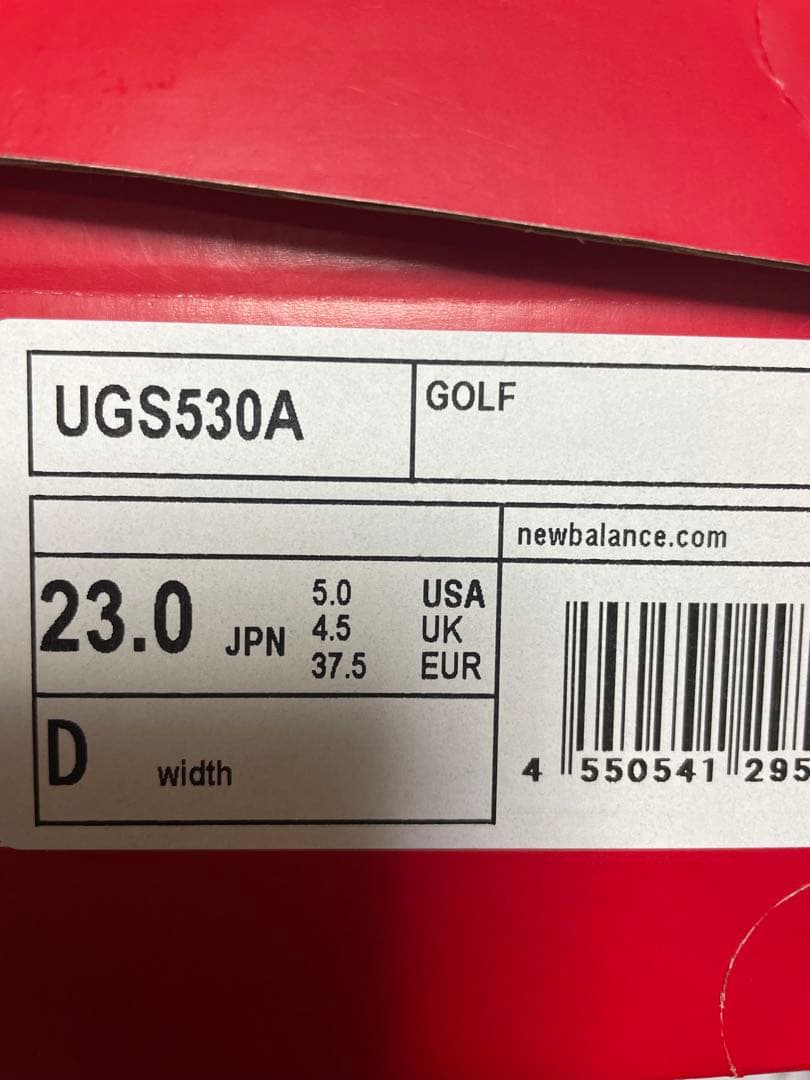 UGS530A
GOLF
newbalance.com
23.0 JPN
5.0 USA
4.5 UK
37.5 EUR
D width
4 550541 295